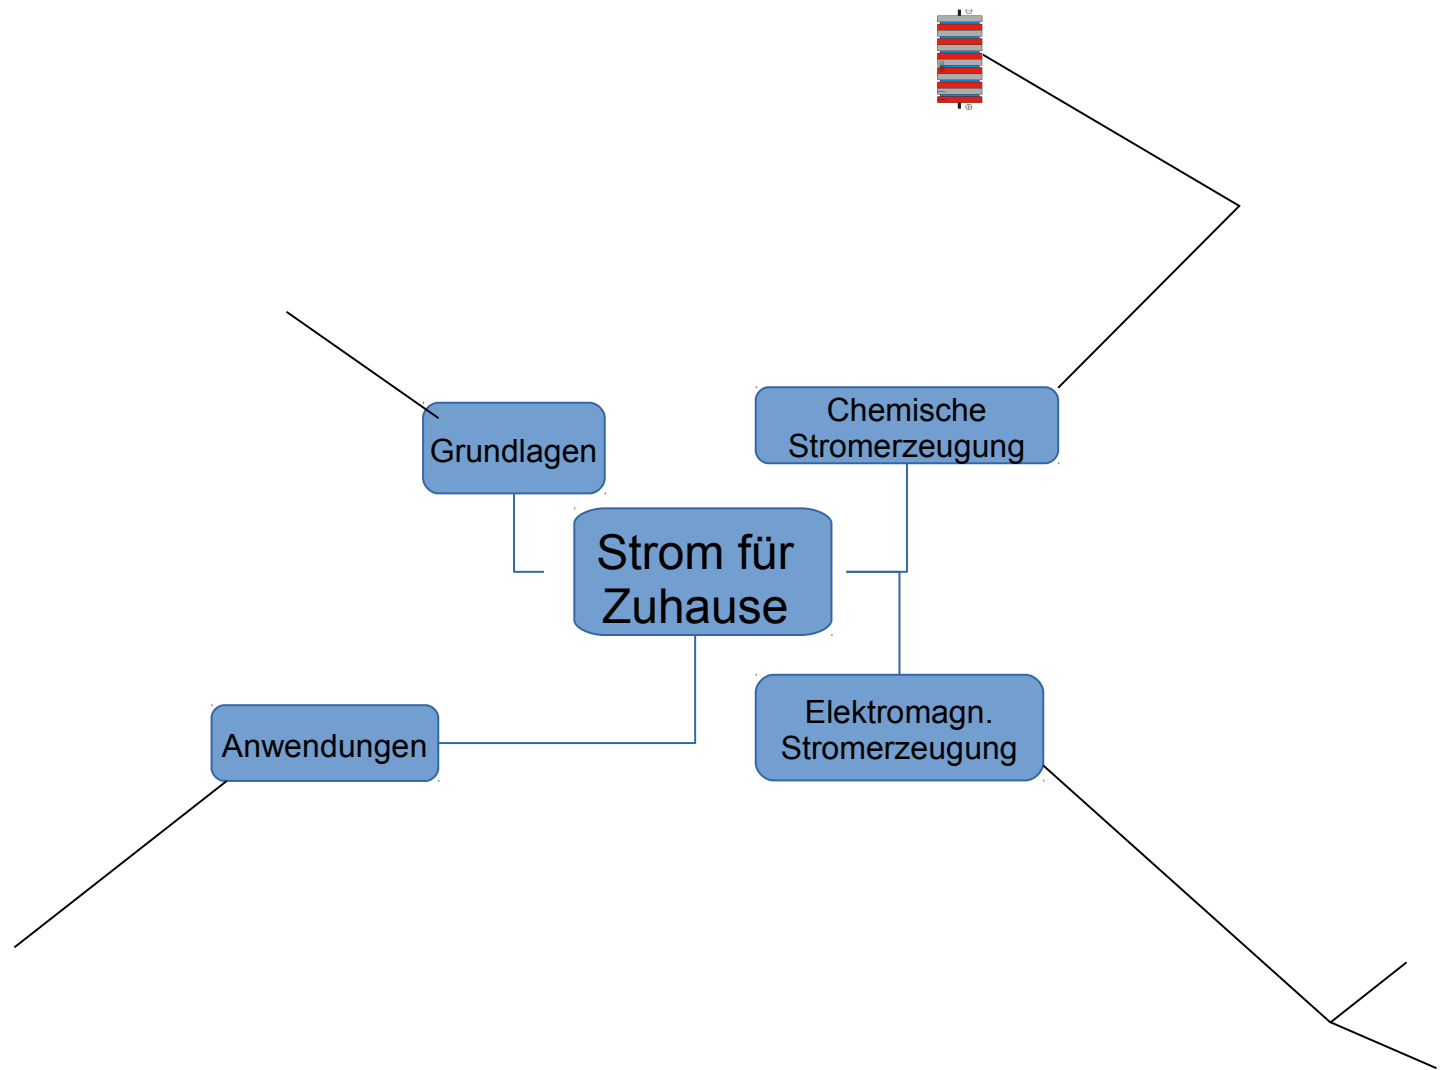 Grundlagen
Chemische
Stromerzeugung
Strom für
Zuhause
Anwendungen
Elektromagn.
Stromerzeugung